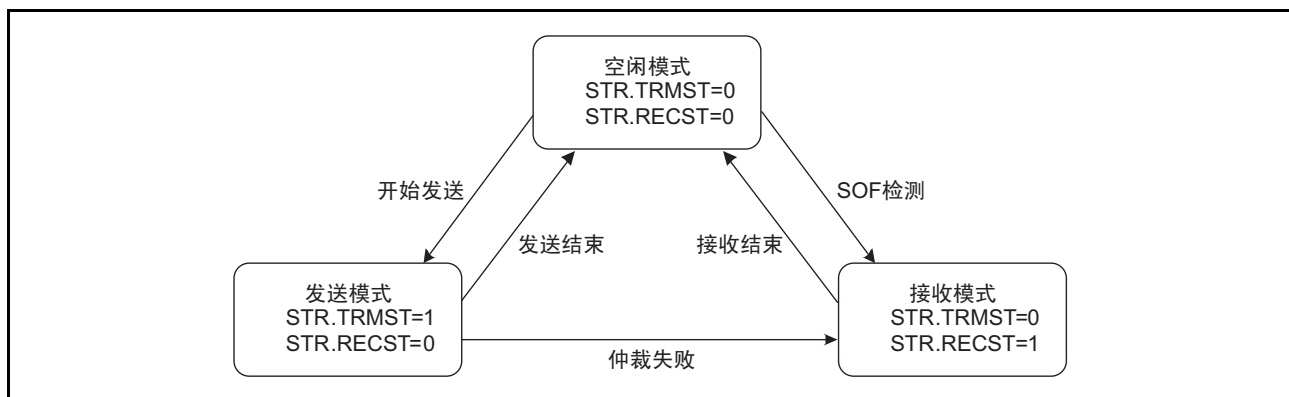 空闲模式
STR.TRMST=0
STR.RECST=0
开始发送
SOF检测
发送结束
接收结束
发送模式
STR.TRMST=1
STR.RECST=0
接收模式
STR.TRMST=0
STR.RECST=1
仲裁失败